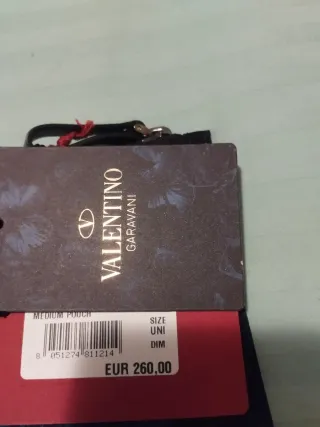 VALENTINO
GARAVANI
MEDIUM POUCH
SIZE
UNI
DIM
8 051274 811214
EUR 260,00